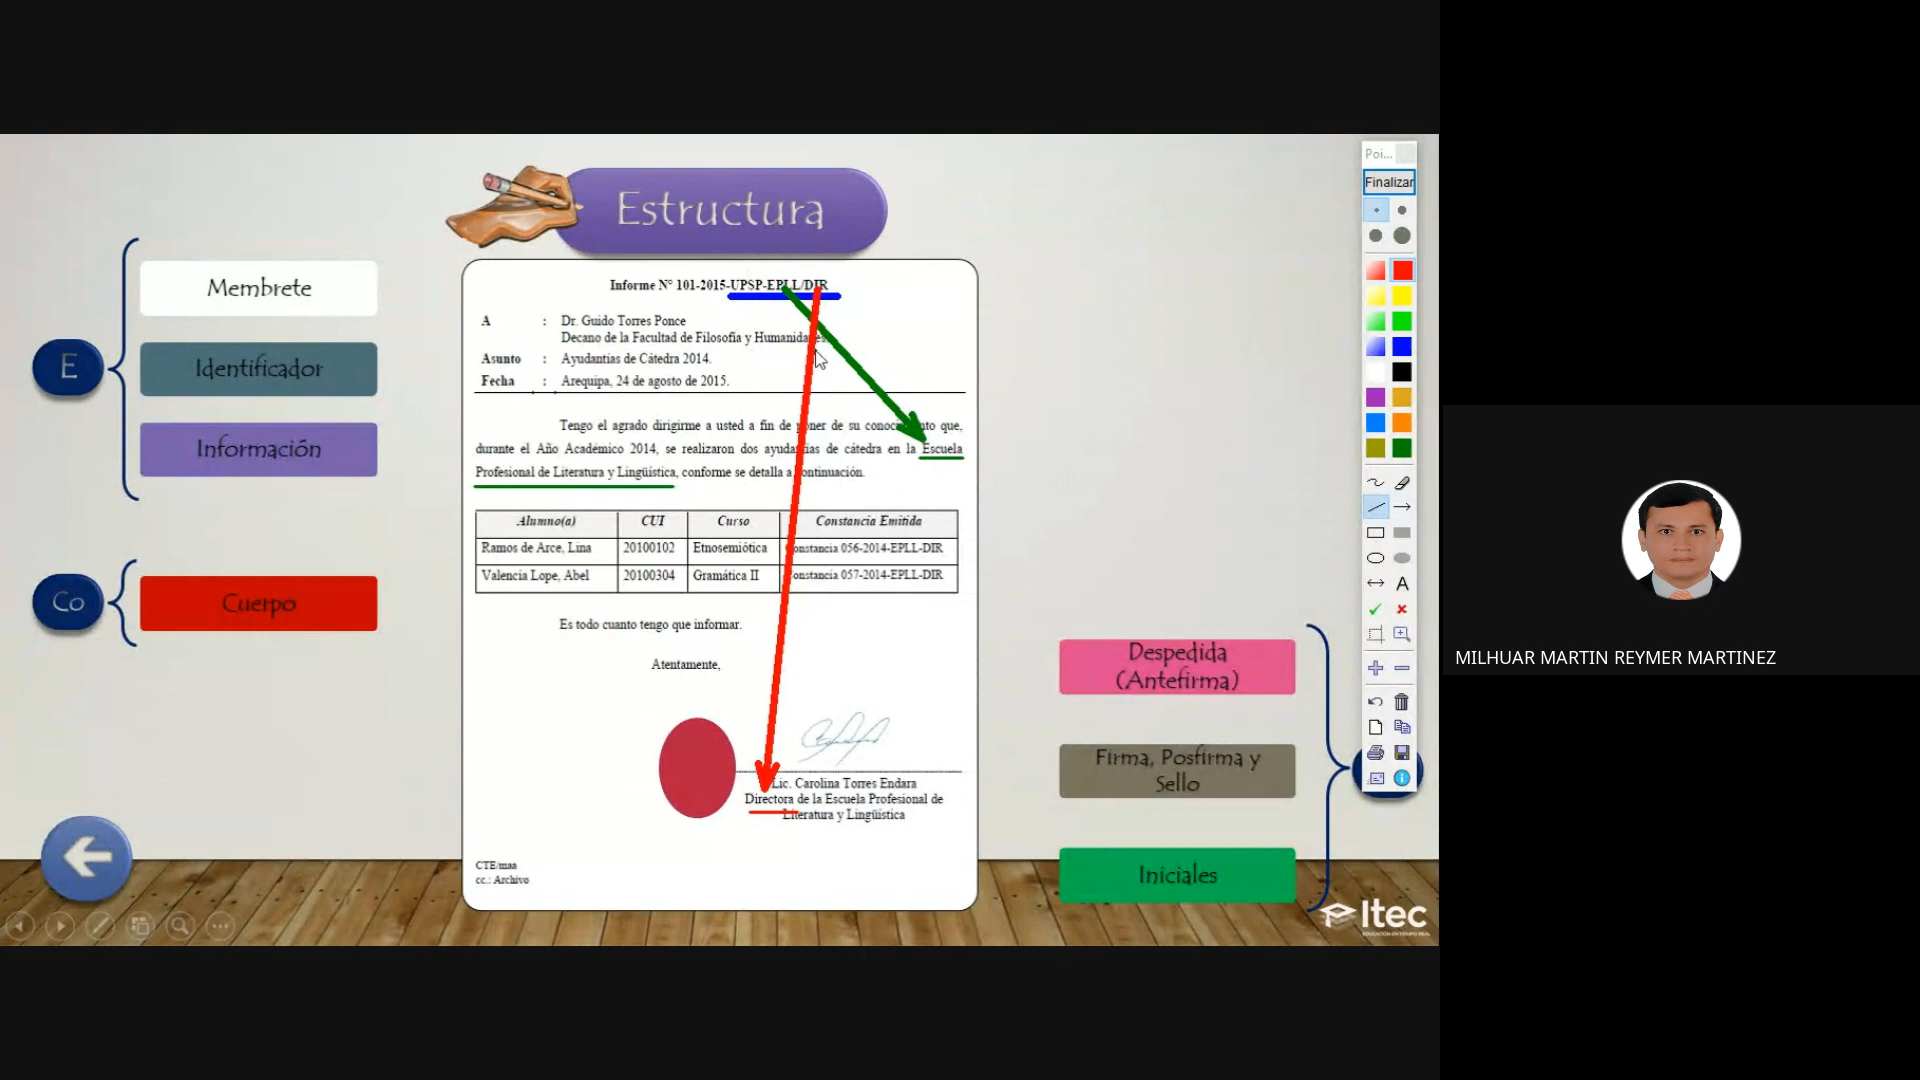 Poi...
Finalizar
Estructura
Membrete
Identificador
Información
E
Cuerpo
Co
Informe N° 101-2015-UPSP-EPLL/DIR
A : Dr. Guido Torres Ponce
Decano de la Facultad de Filosofía y Humanidades.
Asunto : Ayudantías de Cátedra 2014.
Fecha : Arequipa, 24 de agosto de 2015.
Tengo el agrado dirigirme a usted a fin de poner de su conocimiento que,
durante el Año Académico 2014, se realizaron dos ayudantías de cátedra en la Escuela
Profesional de Literatura y Lingüística, conforme se detalla a continuación.
Alumno(a) CUI Curso Constancia Emitida
Ramos de Arce, Lina 20100102 Etnosemiótica Constancia 056-2014-EPLL-DIR
Valencia Lope, Abel 20100304 Gramática II Constancia 057-2014-EPLL-DIR
Es todo cuanto tengo que informar.
Atentamente,
Lic. Carolina Torres Endara
Directora de la Escuela Profesional de
Literatura y Lingüística
CTE/maa
cc.: Archivo
Despedida
(Antefirma)
Firma, Posfirma y
Sello
Iniciales
A
Itec
MILHUAR MARTIN REYMER MARTINEZ